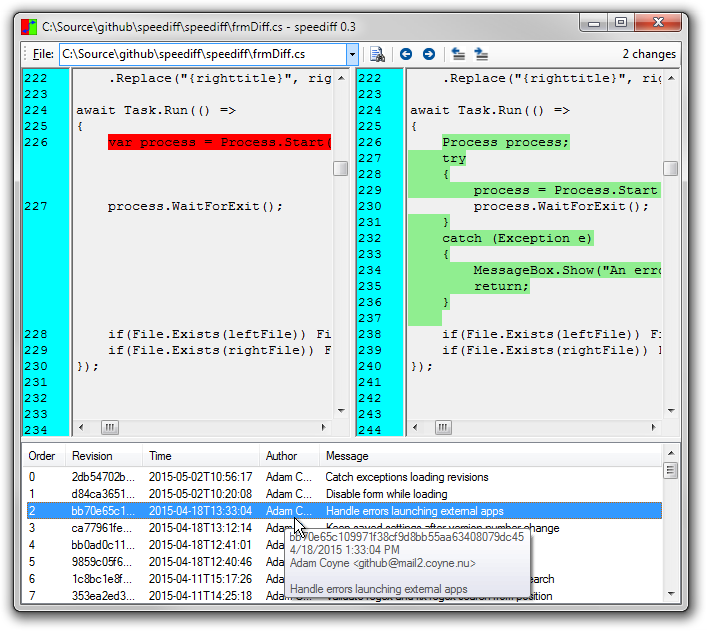 C:\Source\github\speediff\speediff\frmDiff.cs - speediff 0.3
File: C:\Source\github\speediff\speediff\frmDiff.cs 2 changes
222 .Replace("{righttitle}", rig
223
224 await Task.Run(() =>
225 {
226 var process = Process.Start(
227 process.WaitForExit();
228 if(File.Exists(leftFile)) Fi
229 if(File.Exists(rightFile)) F
230 });
231
232
233
234
222 .Replace("{righttitle}", rig
223
224 await Task.Run(() =>
225 {
226 Process process;
227 try
228 {
229 process = Process.Start
230 process.WaitForExit();
231 }
232 catch (Exception e)
233 {
234 MessageBox.Show("An erro
235 return;
236 }
237
238 if(File.Exists(leftFile)) Fi
239 if(File.Exists(rightFile)) F
240 });
241
242
243
244
Order Revision Time Author Message
0 2db54702b... 2015-05-02T10:56:17 Adam C... Catch exceptions loading revisions
1 d84ca3651... 2015-05-02T10:20:08 Adam C... Disable form while loading
2 bb70e65c1... 2015-04-18T13:33:04 Adam C... Handle errors launching external apps
3 ca77961fe... 2015-04-18T13:12:14 Adam C... Keep saved settings after version number change
4 bb0ad0c11... 2015-04-18T12:41:01
5 9859c05f6... 2015-04-18T12:40:46
6 1c8bc1e8f... 2015-04-11T15:17:26 search
7 353ea2ed3... 2015-04-11T14:25:18 Validate regex and fix regex search from position
bb70e65c109971f38cf9d8bb55aa63408079dc45
4/18/2015 1:33:04 PM
Adam Coyne <github@mail2.coyne.nu>
Handle errors launching external apps